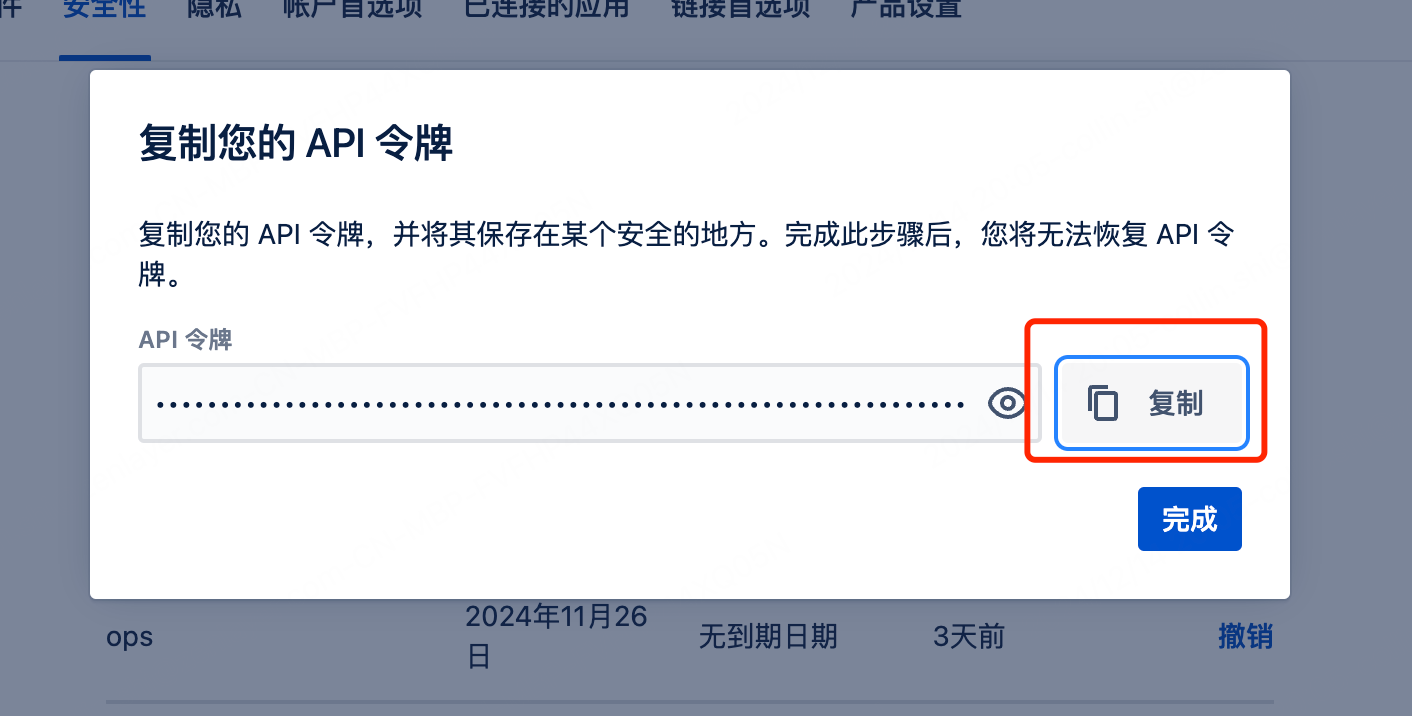 件 安全性 隐私 帐户首选项 已连接的应用 链接首选项 产品设置
复制您的 API 令牌
复制您的 API 令牌，并将其保存在某个安全的地方。完成此步骤后，您将无法恢复 API 令
牌。
API 令牌
复制
完成
ops 2024年11月26日 无到期日期 3天前 撤销